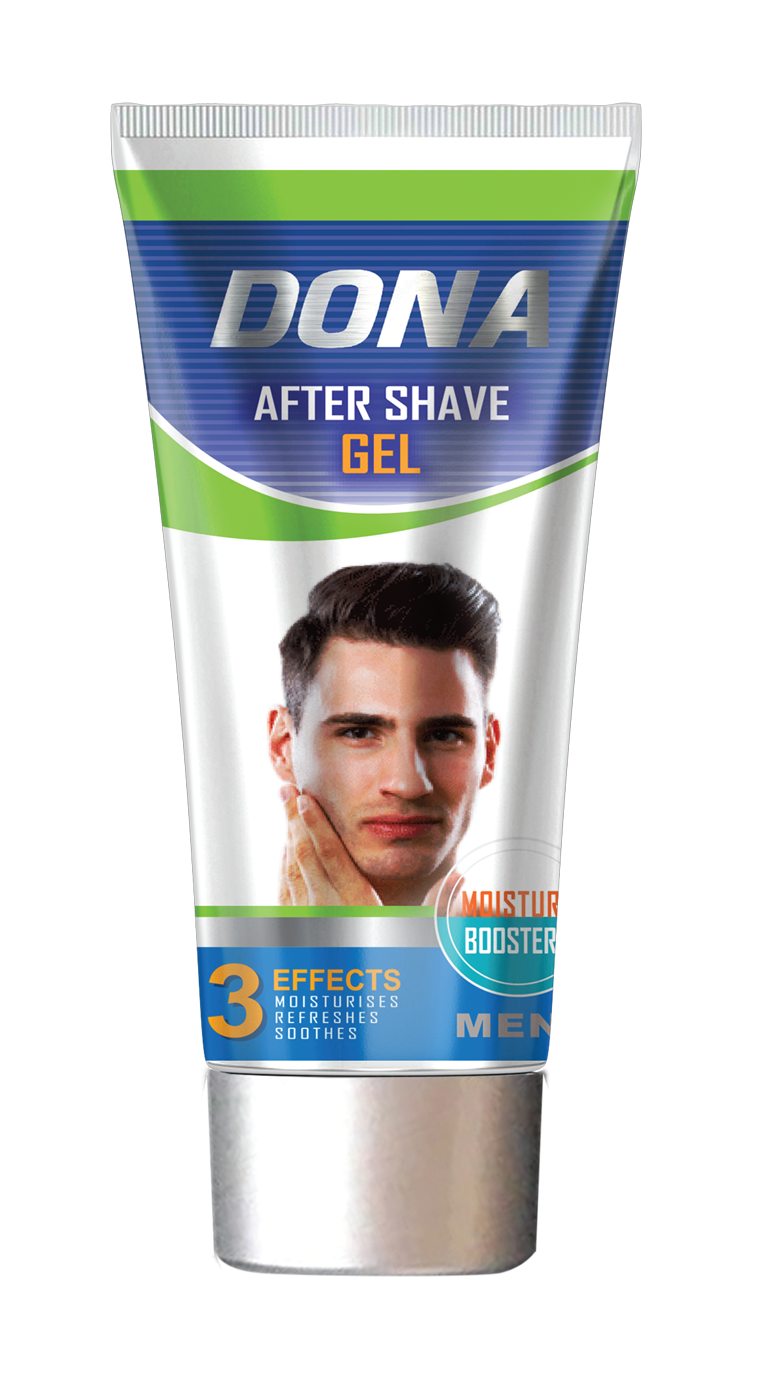 DONA
AFTER SHAVE
GEL
MOISTUR
BOOSTER
3 EFFECTS
MOISTURISES
REFRESHES
SOOTHES
MEN